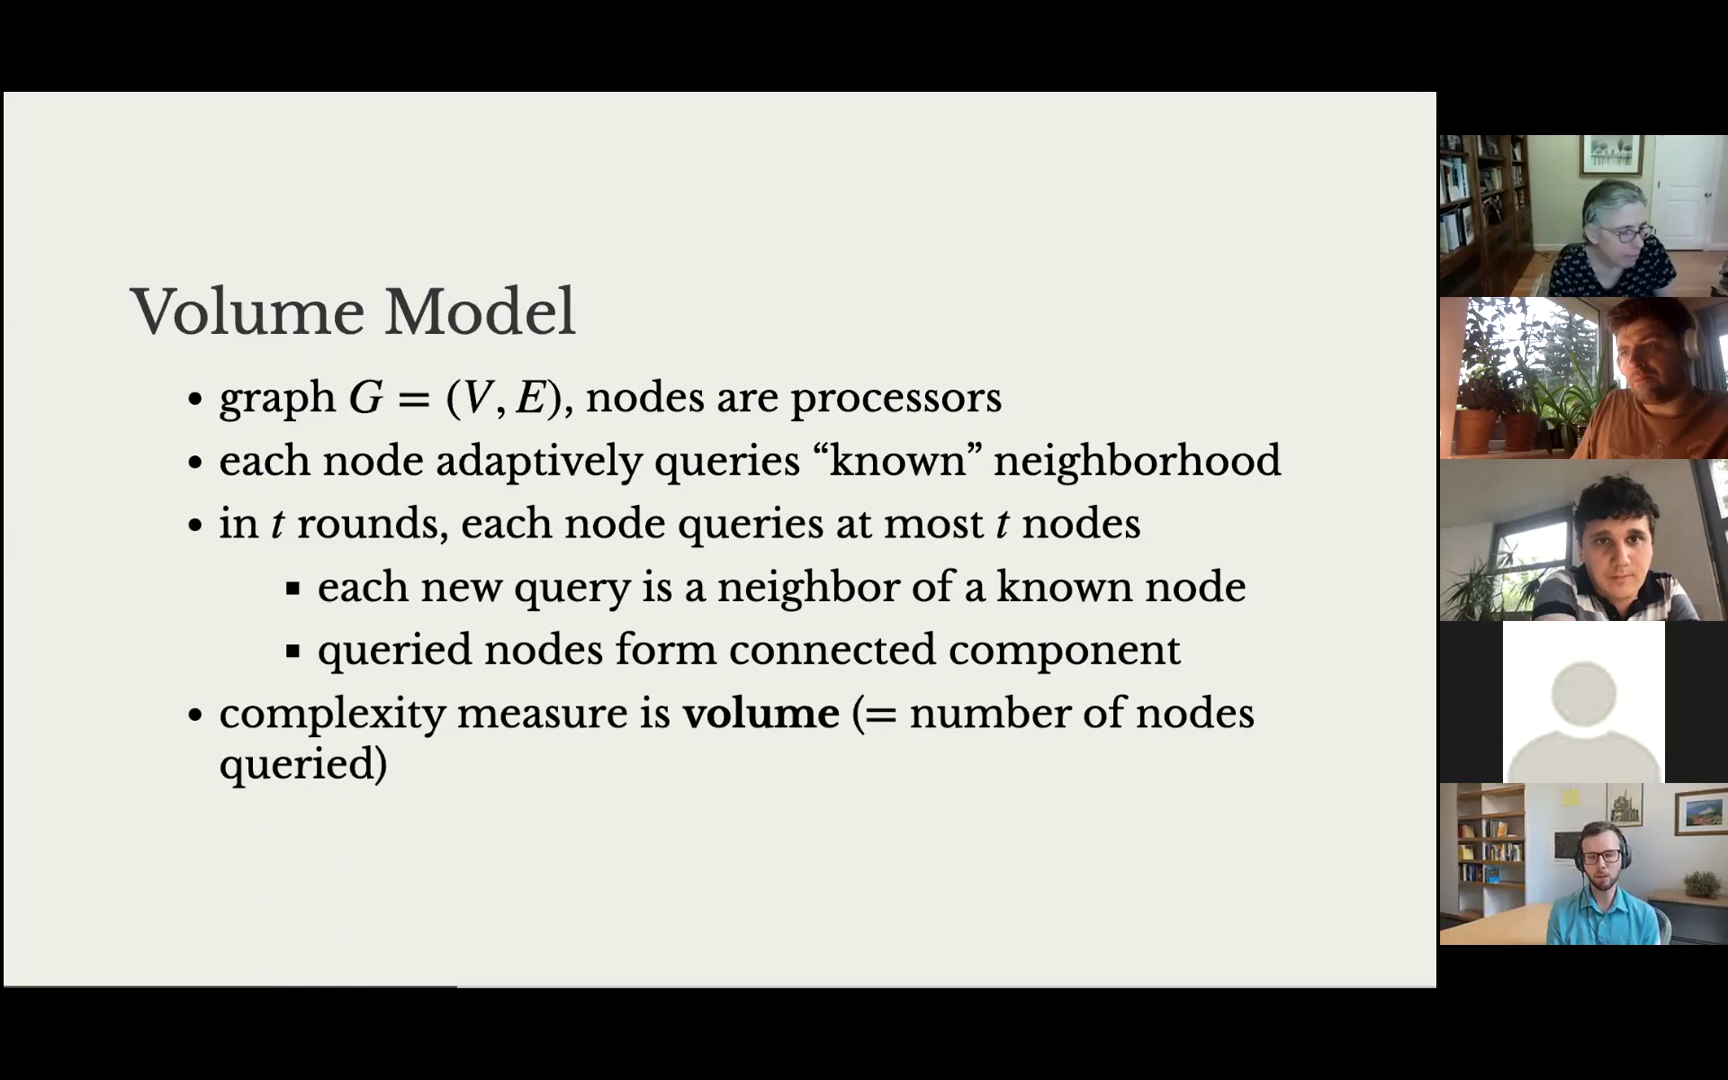 Volume Model
• graph G = (V, E), nodes are processors
• each node adaptively queries “known” neighborhood
• in t rounds, each node queries at most t nodes
▪ each new query is a neighbor of a known node
▪ queried nodes form connected component
• complexity measure is volume (= number of nodes
queried)